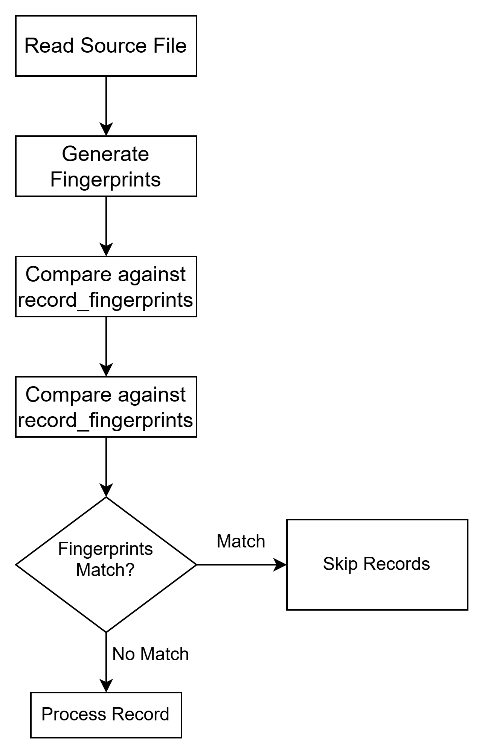 Read Source File
Generate
Fingerprints
Compare against
record_fingerprints
Compare against
record_fingerprints
Fingerprints
Match?
Match
Skip Records
No Match
Process Record